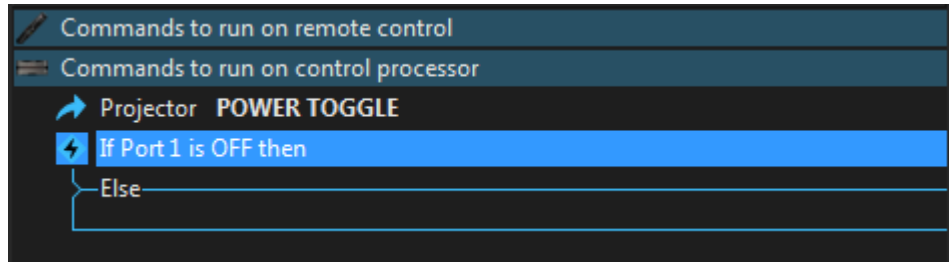 Commands to run on remote control
Commands to run on control processor
Projector POWER TOGGLE
If Port 1 is OFF then
Else